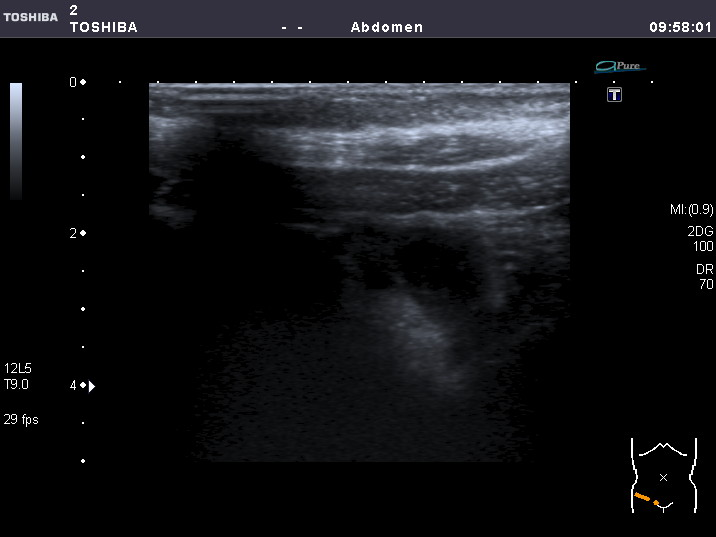 TOSHIBA
2
TOSHIBA - - Abdomen 09:58:01
0
Pure
T
MI:(0.9)
2
2DG
100
DR
70
12L5
T9.0
4
29 fps